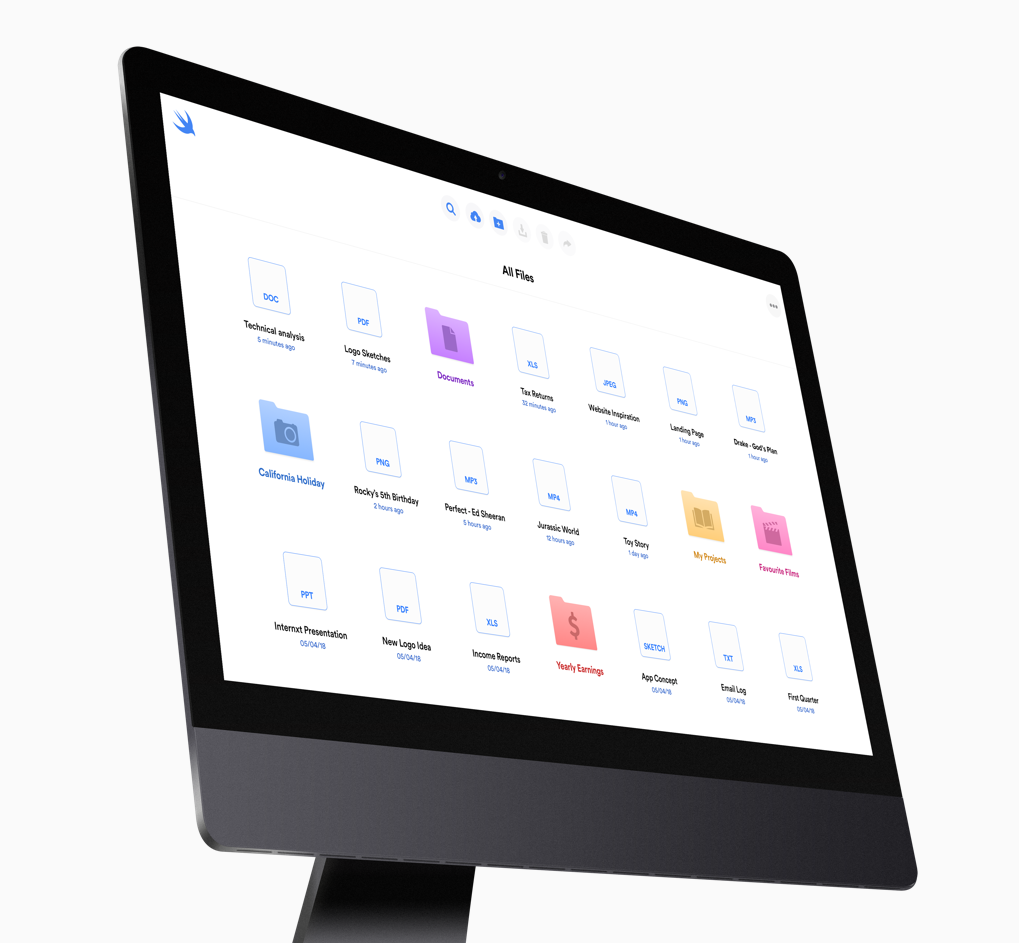 All Files
DOC
Technical analysis
5 minutes ago
PDF
Logo Sketches
7 minutes ago
Documents
XLS
Tax Returns
32 minutes ago
JPEG
Website Inspiration
1 hour ago
PNG
Landing Page
1 hour ago
MP3
Drake - God's Plan
1 hour ago
California Holiday
PNG
Rocky's 5th Birthday
2 hours ago
MP3
Perfect - Ed Sheeran
5 hours ago
MP4
Jurassic World
12 hours ago
MP4
Toy Story
1 day ago
My Projects
Favourite Films
PPT
Internxt Presentation
05/04/18
PDF
New Logo Idea
05/04/18
XLS
Income Reports
05/04/18
$
Yearly Earnings
SKETCH
App Concept
05/04/18
TXT
Email Log
05/04/18
XLS
First Quarter
05/04/18